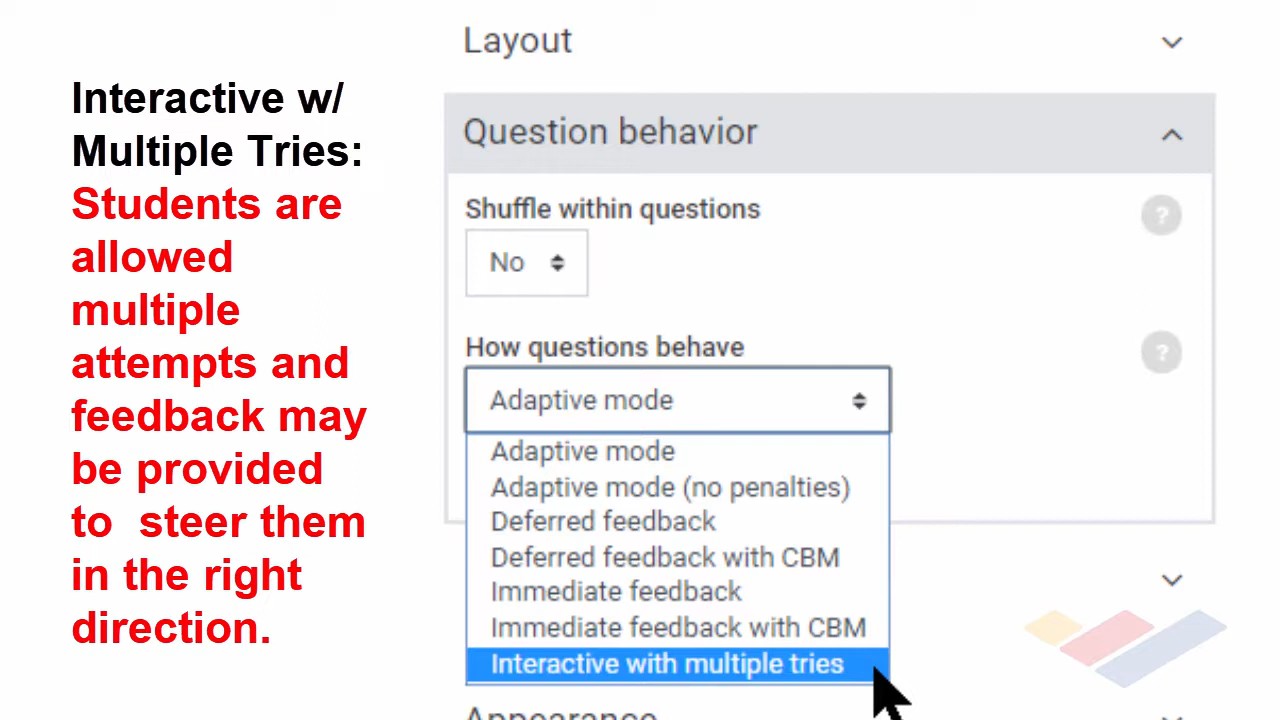 Interactive w/
Multiple Tries:
Students are
allowed
multiple
attempts and
feedback may
be provided
to  steer them
in the right
direction.
Layout
Question behavior
Shuffle within questions
?
No
How questions behave
?
Adaptive mode
Adaptive mode
Adaptive mode (no penalties)
Deferred feedback
Deferred feedback with CBM
Immediate feedback
Immediate feedback with CBM
Interactive with multiple tries
Appearance